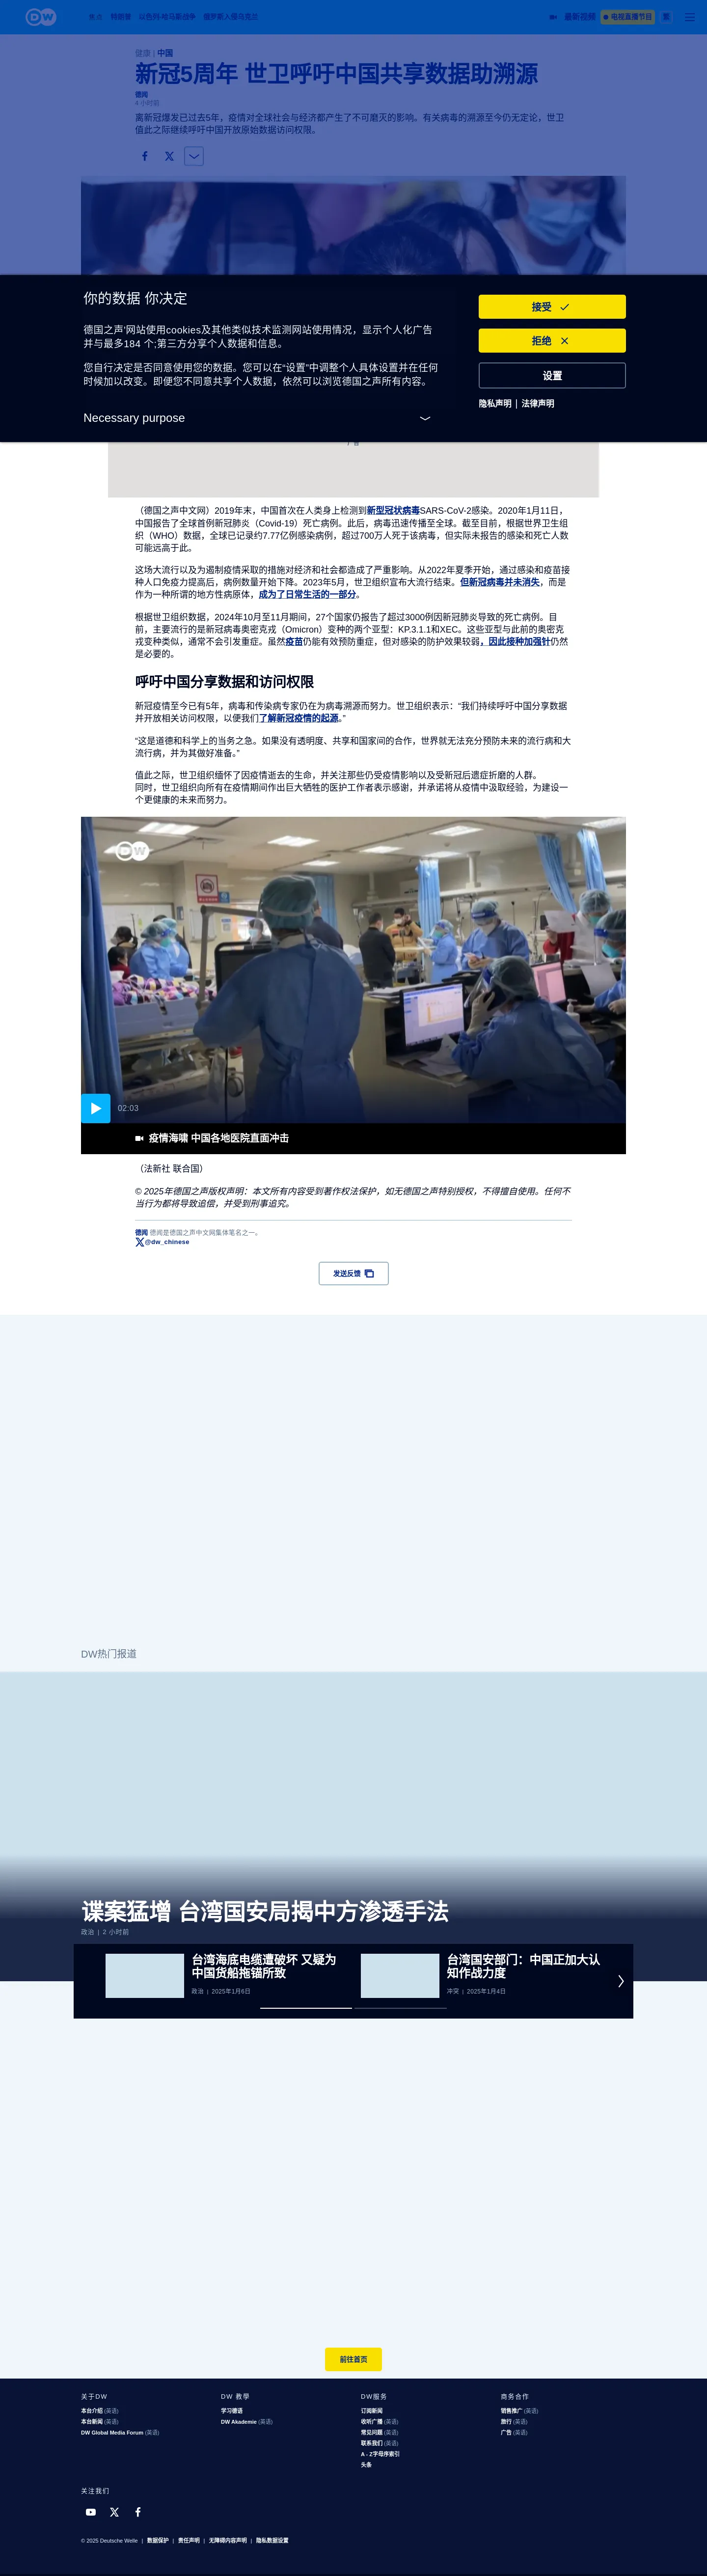 DW
焦点 特朗普 以色列-哈马斯战争 俄罗斯入侵乌克兰
最新视频 电视直播节目
健康 | 中国
新冠5周年 世卫呼吁中国共享数据助溯源
德闻
4 小时前
离新冠爆发已过去5年，疫情对全球社会与经济都产生了不可磨灭的影响。有关病毒的溯源至今仍无定论，世卫
值此之际继续呼吁中国开放原始数据访问权限。
你的数据 你决定
德国之声'网站使用cookies及其他类似技术监测网站使用情况，显示个人化广告
并与最多184 个;第三方分享个人数据和信息。
您自行决定是否同意使用您的数据。您可以在“设置”中调整个人具体设置并在任何
时候加以改变。即便您不同意共享个人数据，依然可以浏览德国之声所有内容。
Necessary purpose
接受
拒绝
设置
隐私声明 | 法律声明
（德国之声中文网）2019年末，中国首次在人类身上检测到新型冠状病毒SARS-CoV-2感染。2020年1月11日，
中国报告了全球首例新冠肺炎（Covid-19）死亡病例。此后，病毒迅速传播至全球。截至目前，根据世界卫生组
织（WHO）数据，全球已记录约7.77亿例感染病例，超过700万人死于该病毒，但实际未报告的感染和死亡人数
可能远高于此。
这场大流行以及为遏制疫情采取的措施对经济和社会都造成了严重影响。从2022年夏季开始，通过感染和疫苗接
种人口免疫力提高后，病例数量开始下降。2023年5月，世卫组织宣布大流行结束。但新冠病毒并未消失，而是
作为一种所谓的地方性病原体，成为了日常生活的一部分。
根据世卫组织数据，2024年10月至11月期间，27个国家仍报告了超过3000例因新冠肺炎导致的死亡病例。目
前，主要流行的是新冠病毒奥密克戎（Omicron）变种的两个亚型：KP.3.1.1和XEC。这些亚型与此前的奥密克
戎变种类似，通常不会引发重症。虽然疫苗仍能有效预防重症，但对感染的防护效果较弱，因此接种加强针仍然
是必要的。
呼吁中国分享数据和访问权限
新冠疫情至今已有5年，病毒和传染病专家仍在为病毒溯源而努力。世卫组织表示：“我们持续呼吁中国分享数据
并开放相关访问权限，以便我们了解新冠疫情的起源。”
“这是道德和科学上的当务之急。如果没有透明度、共享和国家间的合作，世界就无法充分预防未来的流行病和大
流行病，并为其做好准备。”
值此之际，世卫组织缅怀了因疫情逝去的生命，并关注那些仍受疫情影响以及受新冠后遗症折磨的人群。
同时，世卫组织向所有在疫情期间作出巨大牺牲的医护工作者表示感谢，并承诺将从疫情中汲取经验，为建设一
个更健康的未来而努力。
DW
02:03
疫情海啸 中国各地医院直面冲击
（法新社 联合国）
© 2025年德国之声版权声明：本文所有内容受到著作权法保护，如无德国之声特别授权，不得擅自使用。任何不
当行为都将导致追偿，并受到刑事追究。
德闻 德闻是德国之声中文网集体笔名之一。
@dw_chinese
发送反馈
DW热门报道
谍案猛增 台湾国安局揭中方渗透手法
政治 | 2 小时前
台湾海底电缆遭破坏 又疑为
中国货船拖锚所致
政治 | 2025年1月6日
台湾国安部门：中国正加大认
知作战力度
冲突 | 2025年1月4日
前往首页
关于DW
本台介绍 (英语)
本台新闻 (英语)
DW Global Media Forum (英语)
DW 教學
学习德语
DW Akademie (英语)
DW服务
订阅新闻
收听广播 (英语)
常见问题 (英语)
联系我们 (英语)
A - Z字母序索引
头条
商务合作
销售推广 (英语)
旅行 (英语)
广告 (英语)
关注我们
© 2025 Deutsche Welle | 数据保护 | 责任声明 | 无障碍内容声明 | 隐私数据设置